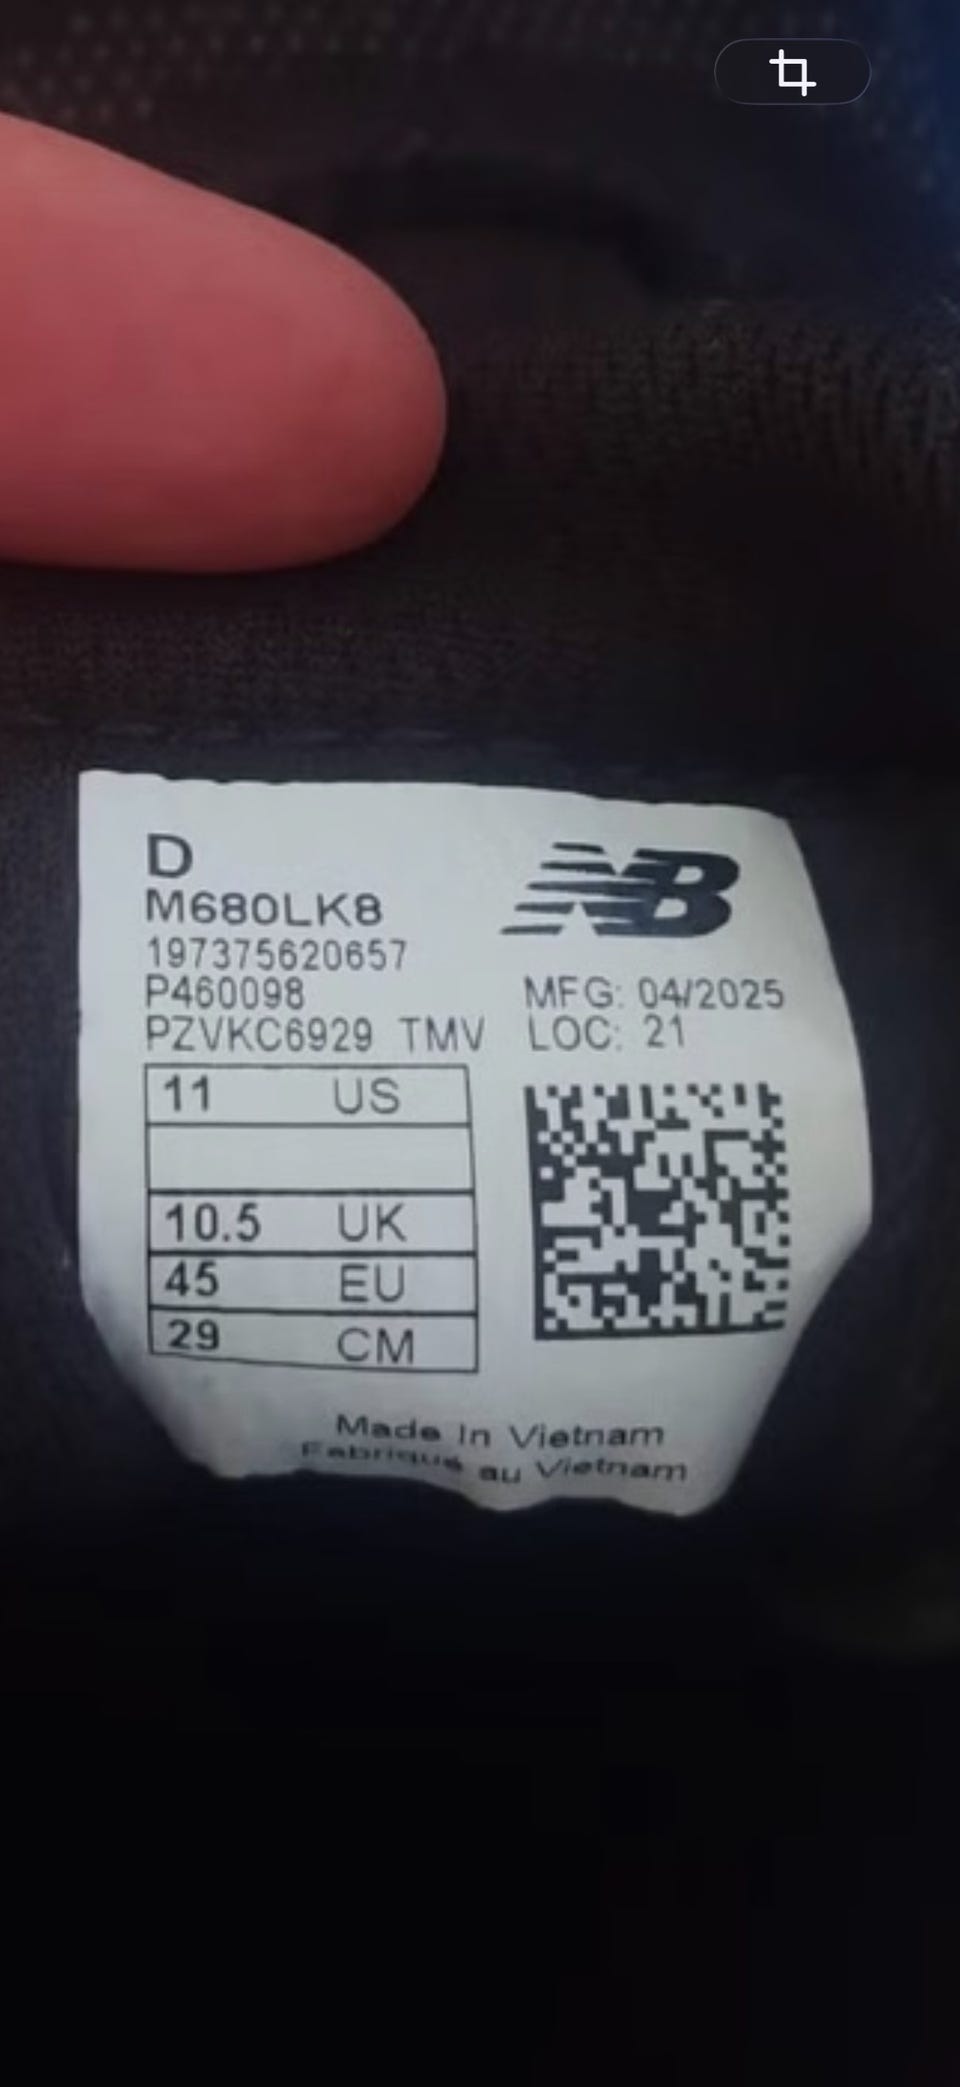 D
M680LK8
197375620657
P460098
PZVKC6929 TMV
NB
MFG: 04/2025
LOC: 21
11 US
10.5 UK
45 EU
29 CM
Made In Vietnam
Fabriqué au Vietnam